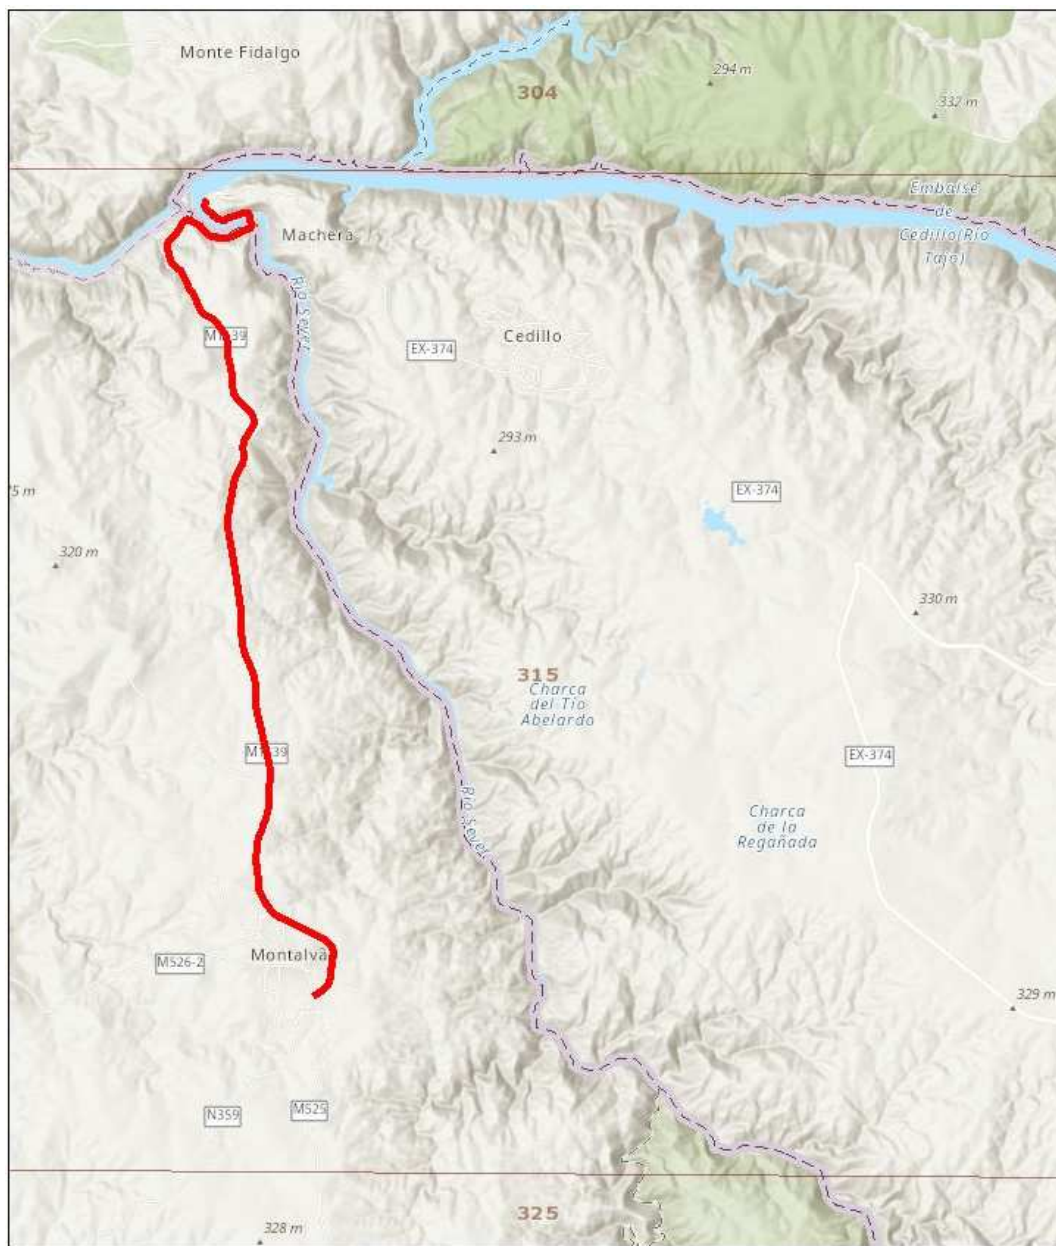 Monte Fidalgo
294 m
304
332 m
Embalse
de
Cedillo(Río
Tajo)
Machera
Río Sever
Cedillo
EX-374
293 m
EX-374
320 m
330 m
315
Charca
del Tío
Abelardo
EX-374
Río Sever
Charca
de la
Regañada
Montalvã
M526-2
329 m
N359
M525
325
328 m